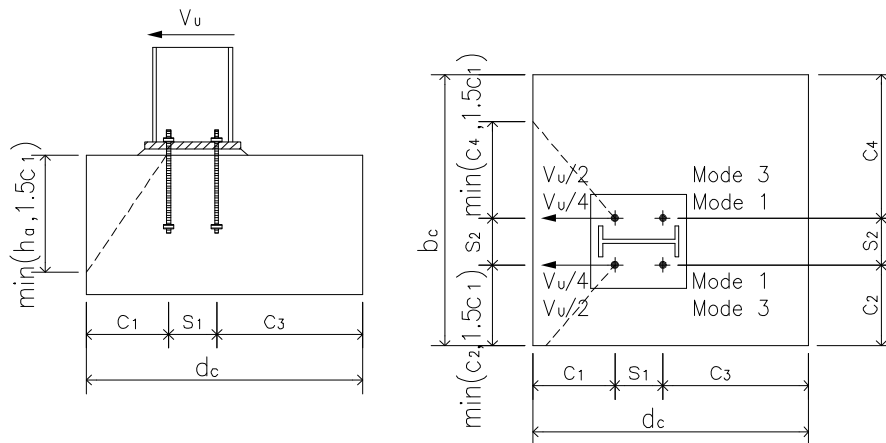 Vu
min(ha,1.5c1)
C1
S1
C3
dc
bc
min(c4,1.5c1)
S2
min(c2,1.5c1)
Vu/2 Mode 3
Vu/4 Mode 1
Vu/4 Mode 1
Vu/2 Mode 3
C4
S2
C2
C1
S1
C3
dc